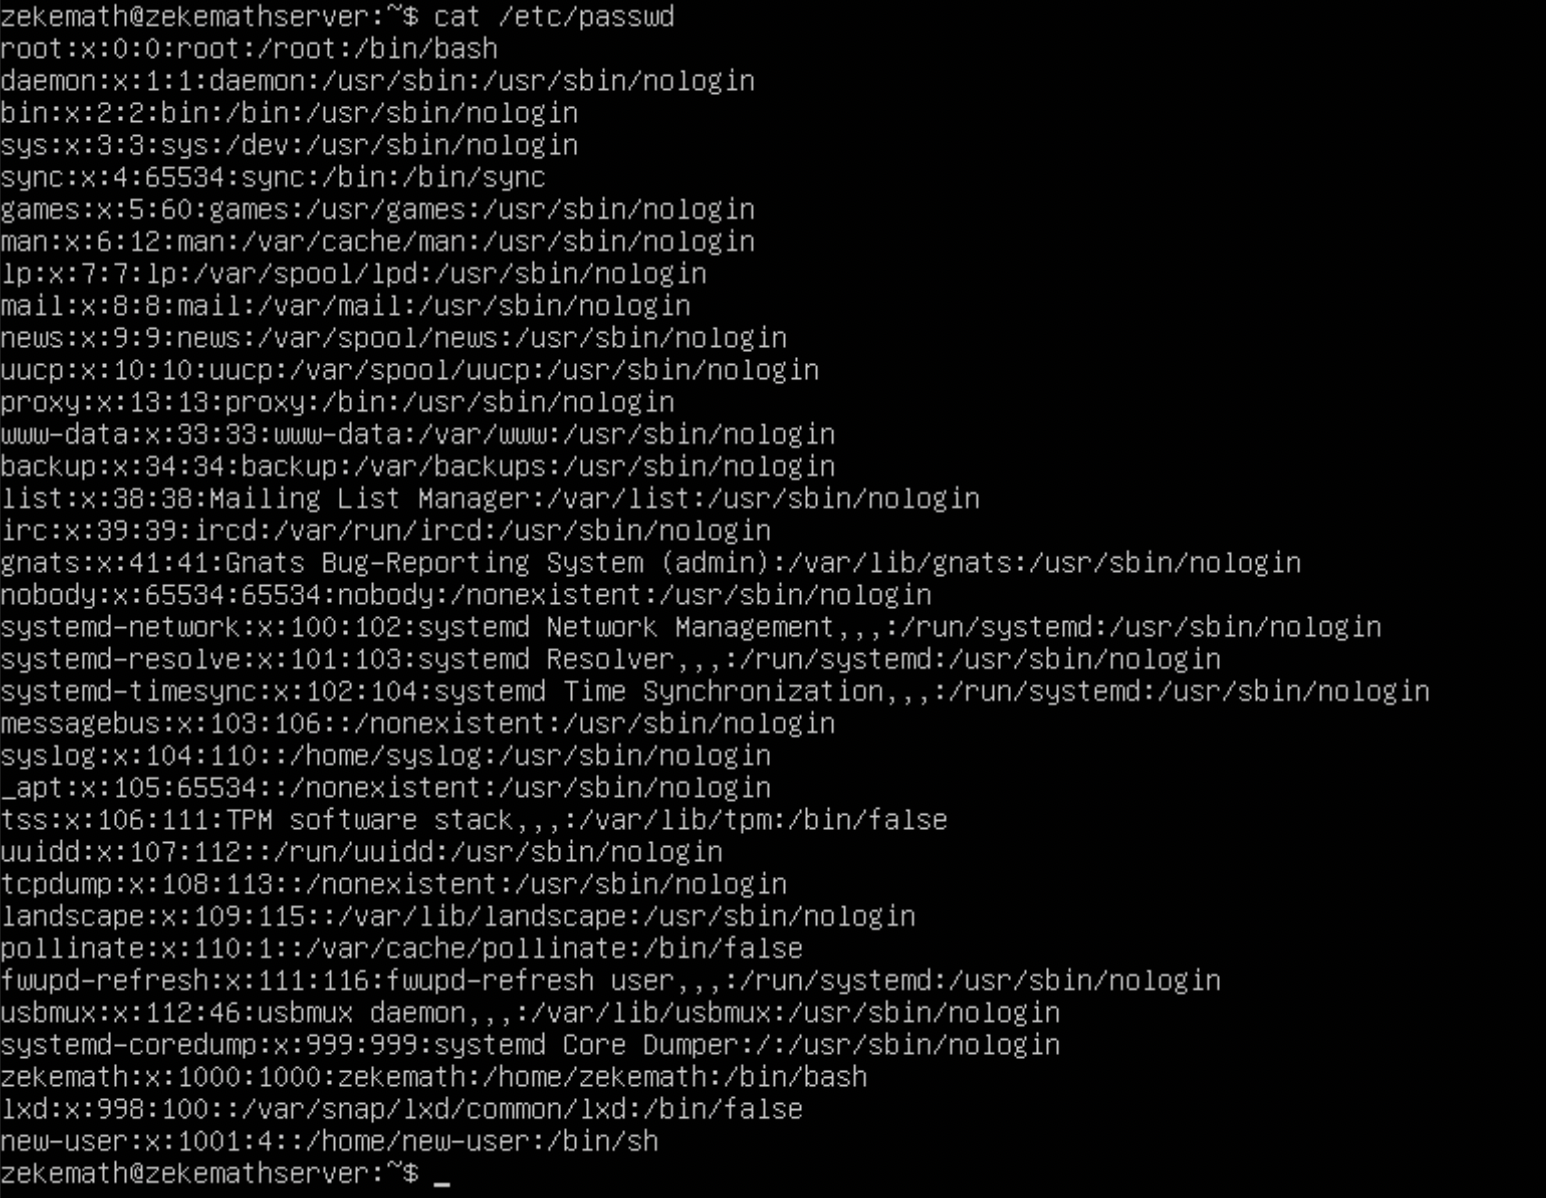 zekemath@zekemathserver:~$ cat /etc/passwd
root:x:0:0:root:/root:/bin/bash
daemon:x:1:1:daemon:/usr/sbin:/usr/sbin/nologin
bin:x:2:2:bin:/bin:/usr/sbin/nologin
sys:x:3:3:sys:/dev:/usr/sbin/nologin
sync:x:4:65534:sync:/bin:/bin/sync
games:x:5:60:games:/usr/games:/usr/sbin/nologin
man:x:6:12:man:/var/cache/man:/usr/sbin/nologin
lp:x:7:7:lp:/var/spool/lpd:/usr/sbin/nologin
mail:x:8:8:mail:/var/mail:/usr/sbin/nologin
news:x:9:9:news:/var/spool/news:/usr/sbin/nologin
uucp:x:10:10:uucp:/var/spool/uucp:/usr/sbin/nologin
proxy:x:13:13:proxy:/bin:/usr/sbin/nologin
www-data:x:33:33:www-data:/var/www:/usr/sbin/nologin
backup:x:34:34:backup:/var/backups:/usr/sbin/nologin
list:x:38:38:Mailing List Manager:/var/list:/usr/sbin/nologin
irc:x:39:39:ircd:/var/run/ircd:/usr/sbin/nologin
gnats:x:41:41:Gnats Bug-Reporting System (admin):/var/lib/gnats:/usr/sbin/nologin
nobody:x:65534:65534:nobody:/nonexistent:/usr/sbin/nologin
systemd-network:x:100:102:systemd Network Management,,,:/run/systemd:/usr/sbin/nologin
systemd-resolve:x:101:103:systemd Resolver,,,:/run/systemd:/usr/sbin/nologin
systemd-timesync:x:102:104:systemd Time Synchronization,,,:/run/systemd:/usr/sbin/nologin
messagebus:x:103:106::/nonexistent:/usr/sbin/nologin
syslog:x:104:110::/home/syslog:/usr/sbin/nologin
_apt:x:105:65534::/nonexistent:/usr/sbin/nologin
tss:x:106:111:TPM software stack,,,:/var/lib/tpm:/bin/false
uuidd:x:107:112::/run/uuidd:/usr/sbin/nologin
tcpdump:x:108:113::/nonexistent:/usr/sbin/nologin
landscape:x:109:115::/var/lib/landscape:/usr/sbin/nologin
pollinate:x:110:1::/var/cache/pollinate:/bin/false
fwupd-refresh:x:111:116:fwupd-refresh user,,,:/run/systemd:/usr/sbin/nologin
usbmux:x:112:46:usbmux daemon,,,:/var/lib/usbmux:/usr/sbin/nologin
systemd-coredump:x:999:999:systemd Core Dumper:/:/usr/sbin/nologin
zekemath:x:1000:1000:zekemath:/home/zekemath:/bin/bash
lxd:x:998:100::/var/snap/lxd/common/lxd:/bin/false
new-user:x:1001:4::/home/new-user:/bin/sh
zekemath@zekemathserver:~$ _